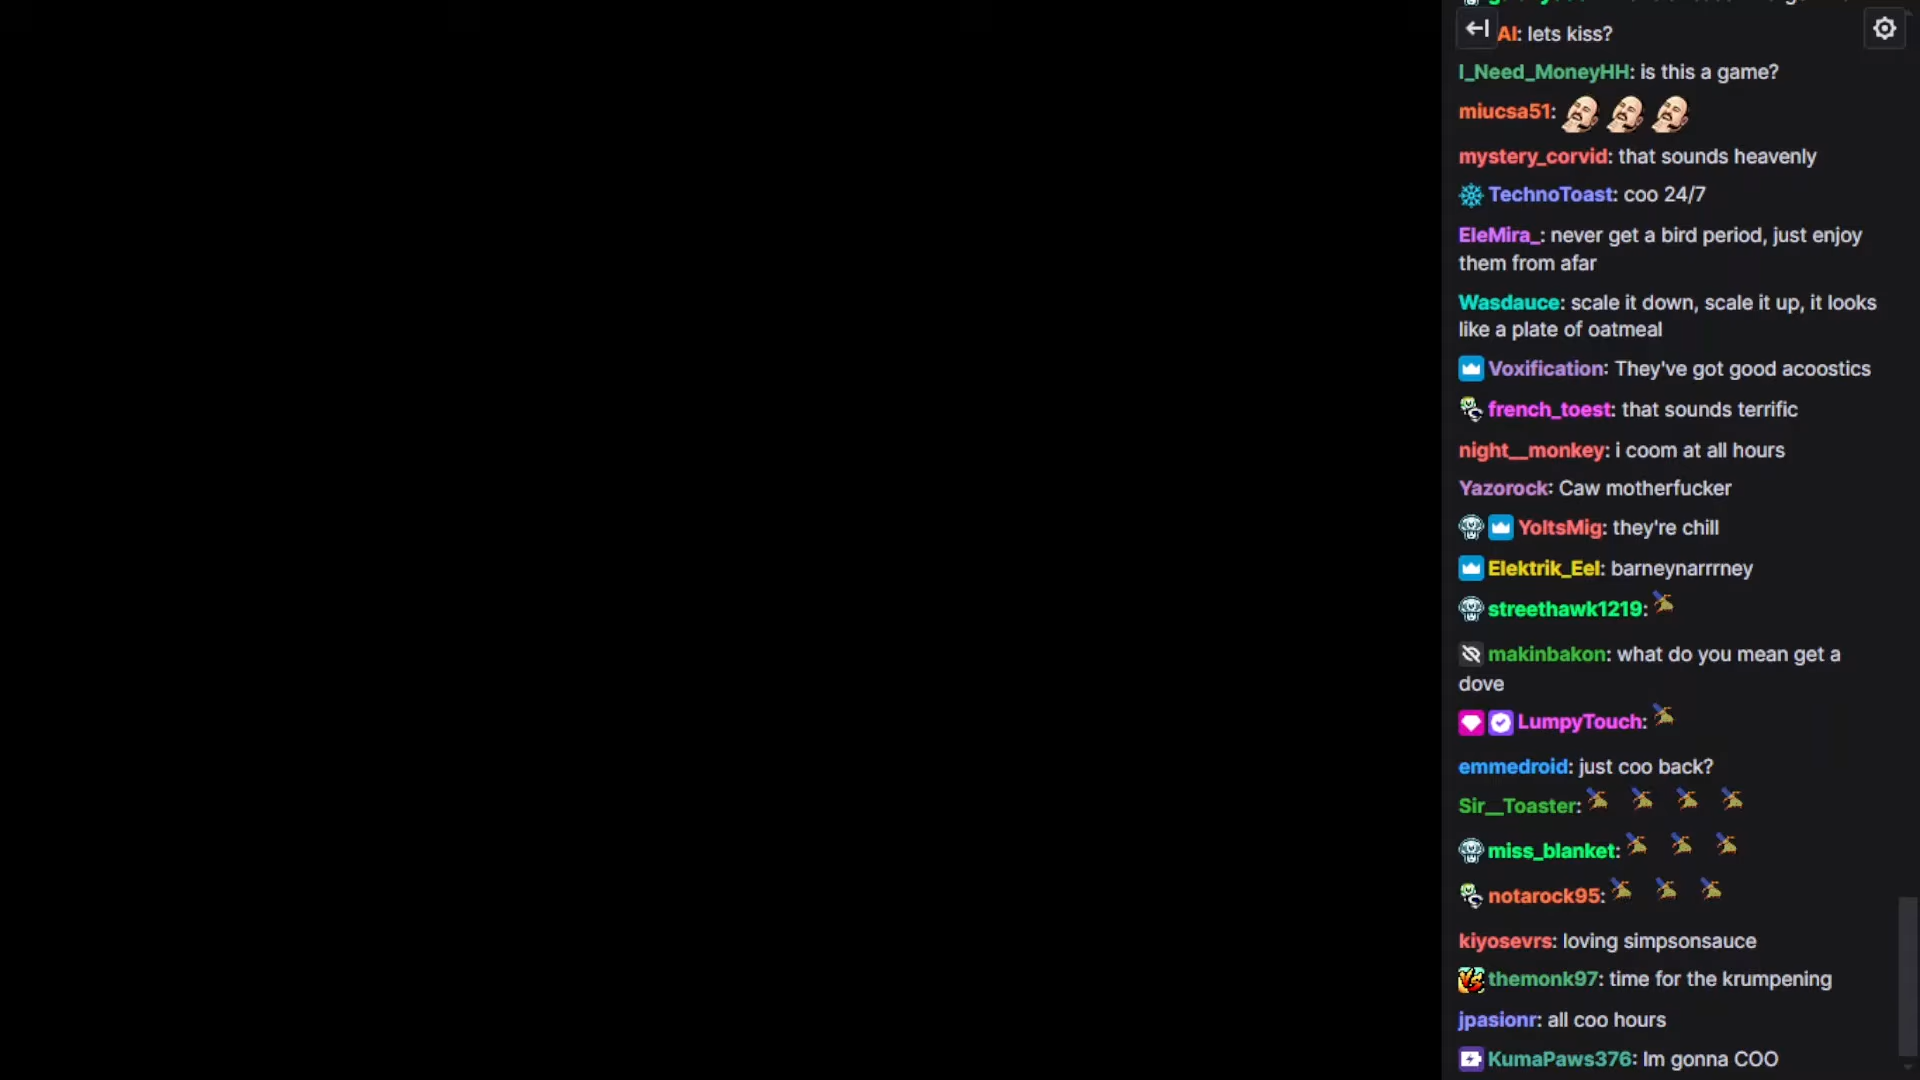 AI: lets kiss?
I_Need_MoneyHH: is this a game?
miucsa51:
mystery_corvid: that sounds heavenly
TechnoToast: coo 24/7
EleMira_: never get a bird period, just enjoy
them from afar
Wasdauce: scale it down, scale it up, it looks
like a plate of oatmeal
Voxification: They've got good acoostics
french_toest: that sounds terrific
night__monkey: i coom at all hours
Yazorock: Caw motherfucker
YoItsMig: they're chill
Elektrik_Eel: barneynarrrney
streethawk1219:
makinbakon: what do you mean get a
dove
LumpyTouch:
emmedroid: just coo back?
Sir__Toaster:
miss_blanket:
notarock95:
kiyosevrs: loving simpsonsauce
themonk97: time for the krumpening
jpasionr: all coo hours
KumaPaws376: Im gonna COO